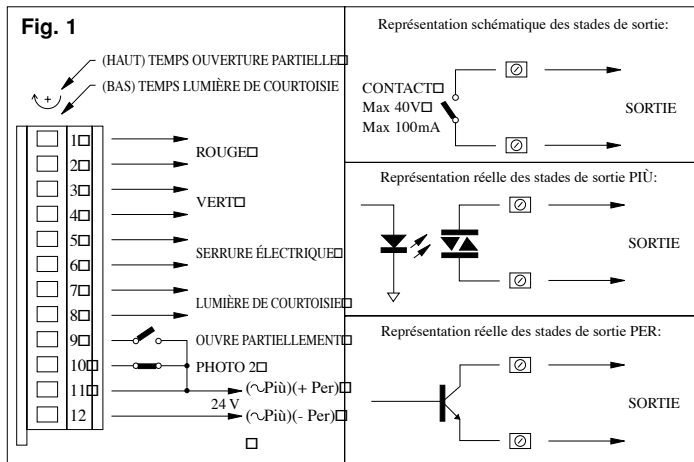 Fig. 1
(HAUT) TEMPS OUVERTURE PARTIELLE□
(BAS) TEMPS LUMIÈRE DE COURTOISIE
+
1□
2□
ROUGE□
3□
4□
VERT□
5□
6□
SERRURE ÉLECTRIQUE□
7□
8□
LUMIÈRE DE COURTOISIE□
9□
OUVRE PARTIELLEMENT□
10□
PHOTO 2□
11□
(∿Più)(+ Per)□
24 V
12
(∿Più)(- Per)□
□
Représentation schématique des stades de sortie:
CONTACT□
Max 40V□
Max 100mA
SORTIE
Représentation réelle des stades de sortie PIÙ:
SORTIE
Représentation réelle des stades de sortie PER:
SORTIE